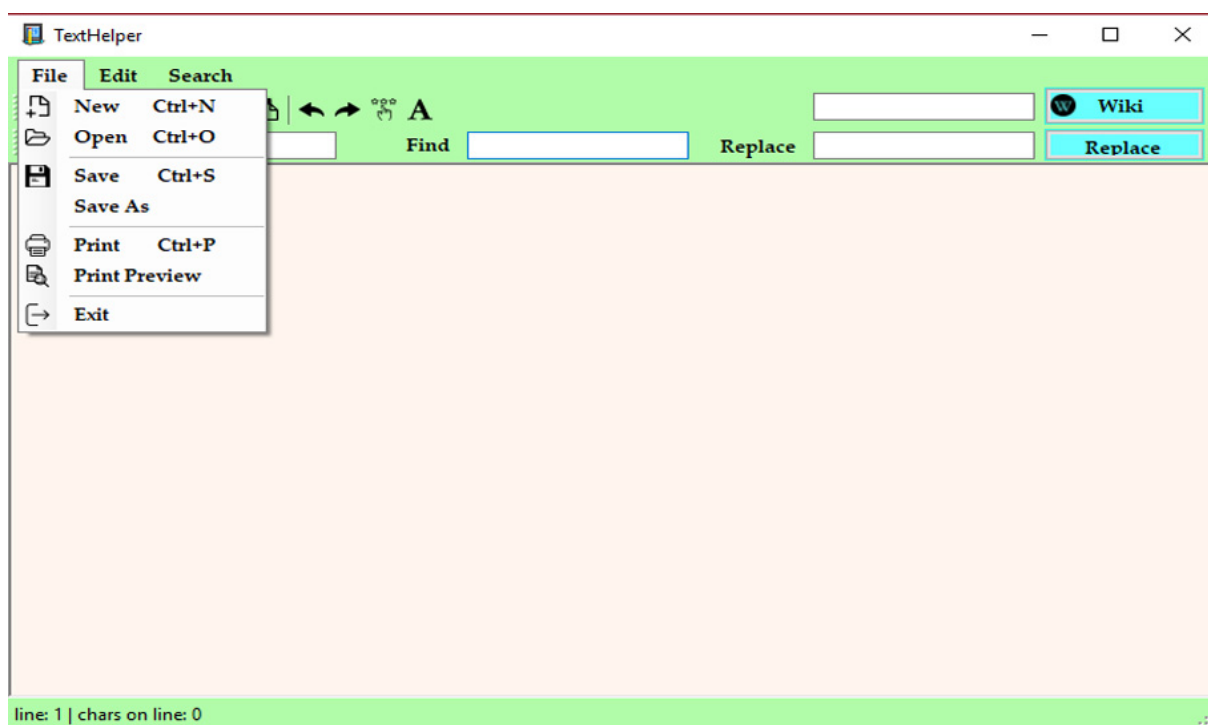 TextHelper
File Edit Search
New Ctrl+N
Open Ctrl+O
Save Ctrl+S
Save As
Print Ctrl+P
Print Preview
Exit
A
W Wiki
Find Replace Replace
line: 1 | chars on line: 0